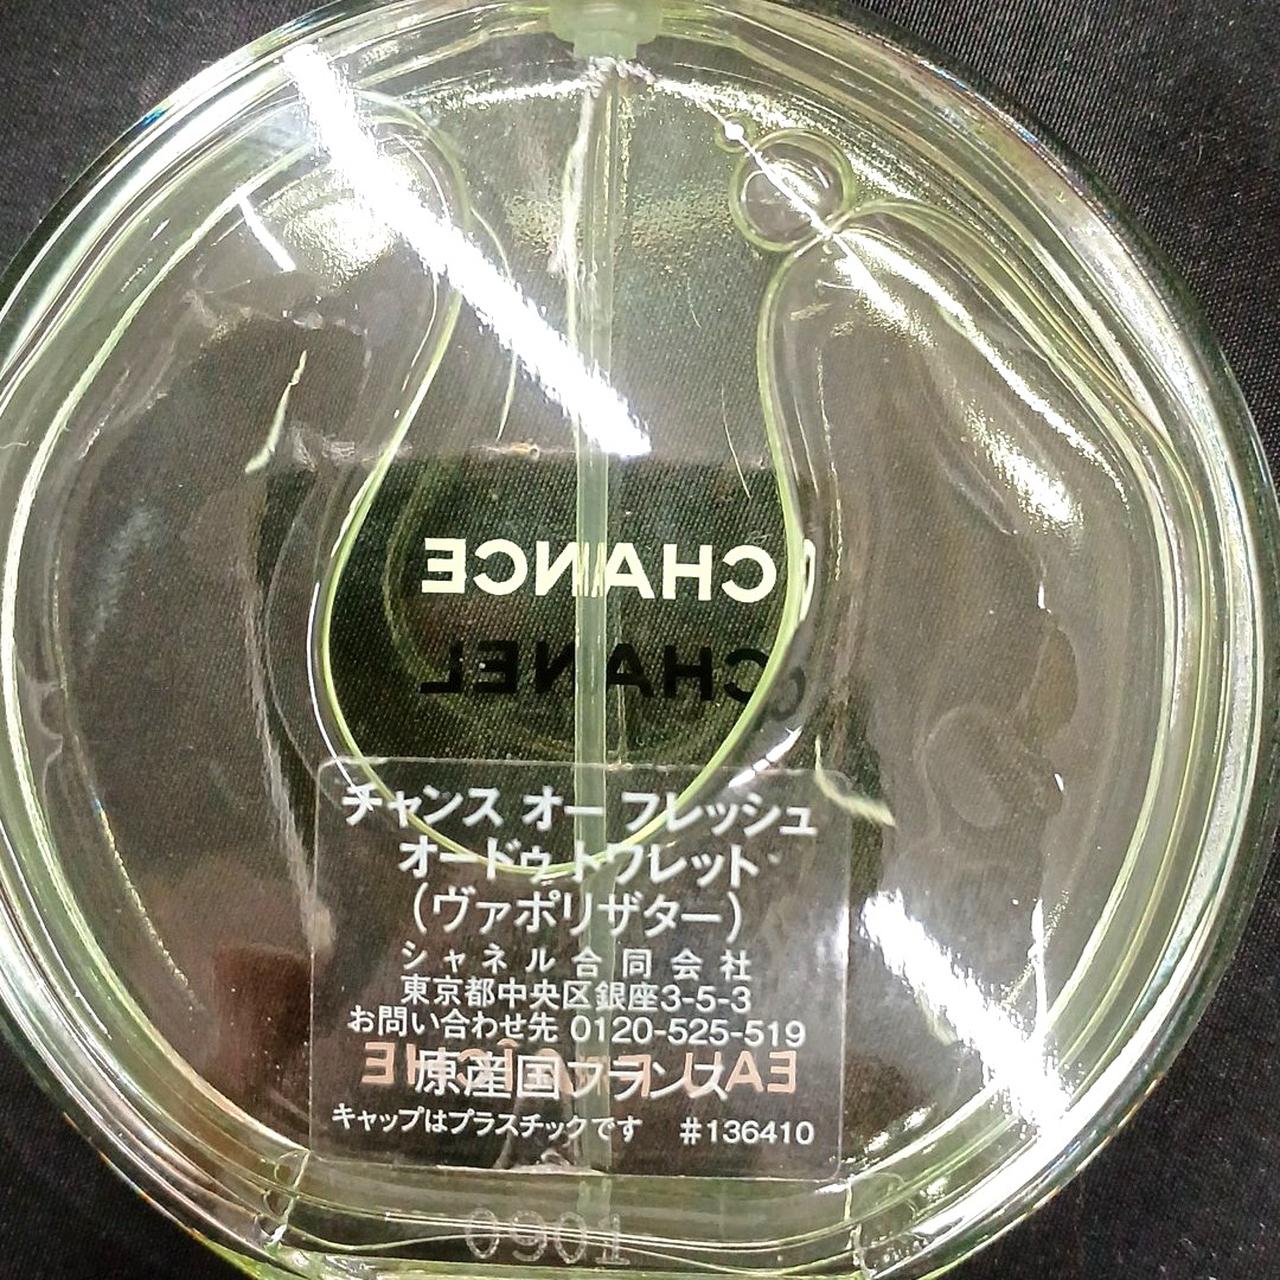 CHANCE
CHANEL
チャンス オー フレッシュ
オードゥ トワレット
(ヴァポリザター)
シャネル合同会社
東京都中央区銀座3-5-3
お問い合わせ先 0120-525-519
EAU FRAÎCHE
原産国フランス
キャップはプラスチックです #136410
0901